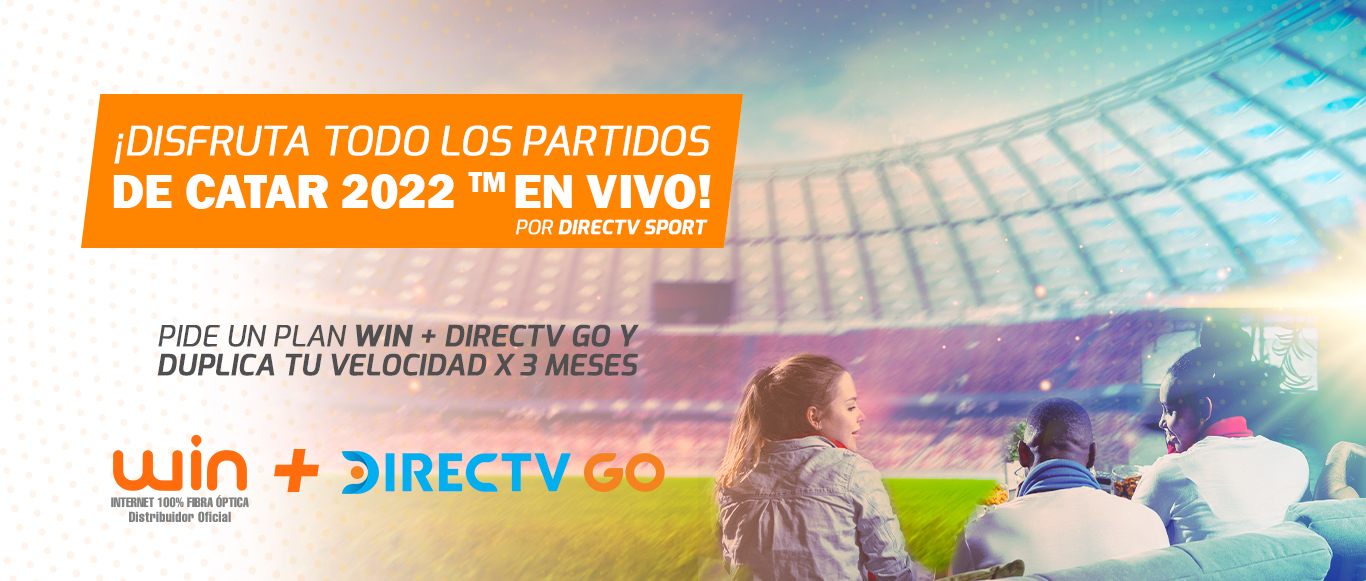 ¡DISFRUTA TODO LOS PARTIDOS
DE CATAR 2022 ™ EN VIVO!
POR DIRECTV SPORT
PIDE UN PLAN WIN + DIRECTV GO Y
DUPLICA TU VELOCIDAD X 3 MESES
win + DIRECTV GO
INTERNET 100% FIBRA ÓPTICA
Distribuidor Oficial